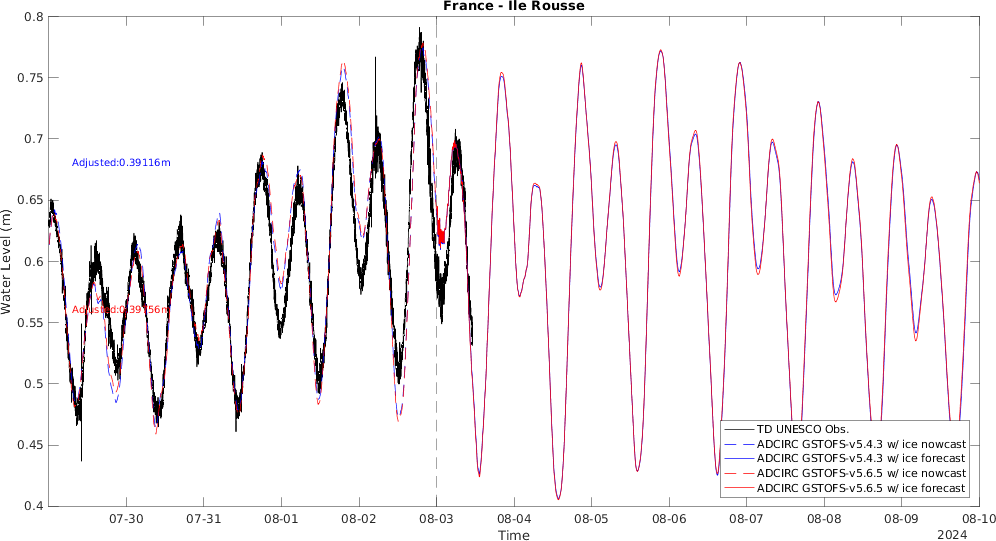 France - Ile Rousse
0.8
0.75
0.7
0.65
0.6
0.55
0.5
0.45
0.4
Water Level (m)
Adjusted:0.39116m
Adjusted:0.39756m
TD UNESCO Obs.
ADCIRC GSTOFS-v5.4.3 w/ ice nowcast
ADCIRC GSTOFS-v5.4.3 w/ ice forecast
ADCIRC GSTOFS-v5.6.5 w/ ice nowcast
ADCIRC GSTOFS-v5.6.5 w/ ice forecast
07-30 07-31 08-01 08-02 08-03 08-04 08-05 08-06 08-07 08-08 08-09 08-10
Time
2024